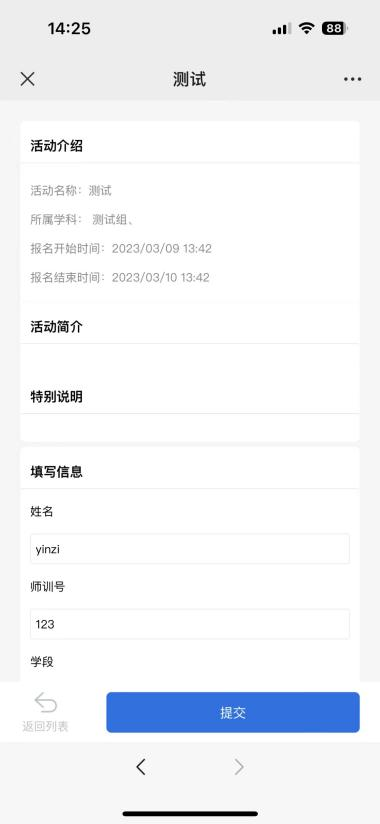 14:25
88
测试
活动介绍
活动名称：测试
所属学科： 测试组、
报名开始时间：2023/03/09 13:42
报名结束时间：2023/03/10 13:42
活动简介
特别说明
填写信息
姓名
yinzi
师训号
123
学段
返回列表
提交